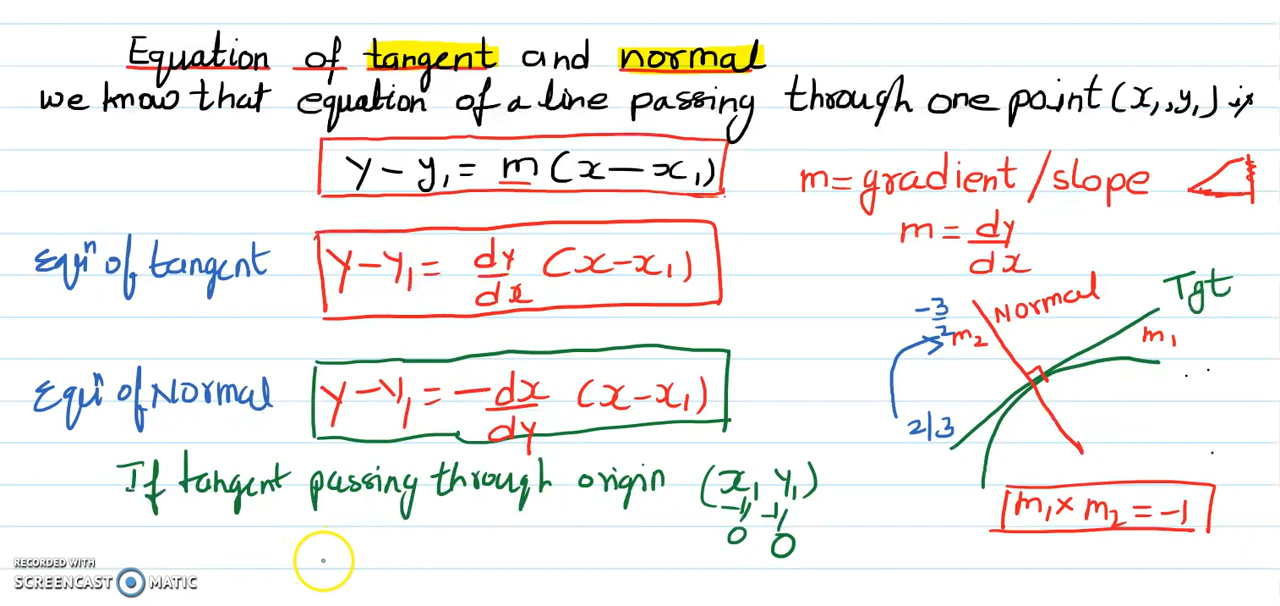 Equation of tangent and normal
we know that equation of a line passing through one point (x₁, y₁) is
y − y₁ = m (x − x₁)
m = gradient / slope
m = dy/dx
Equⁿ of tangent
y − y₁ = dy/dx (x − x₁)
Normal
Tgt
-3/2
m₂
m₁
Equⁿ of Normal
y − y₁ = −dx/dy (x − x₁)
2/3
If tangent passing through origin (x₁ y₁)
0 0
m₁ × m₂ = −1
RECORDED WITH
SCREENCAST MATIC